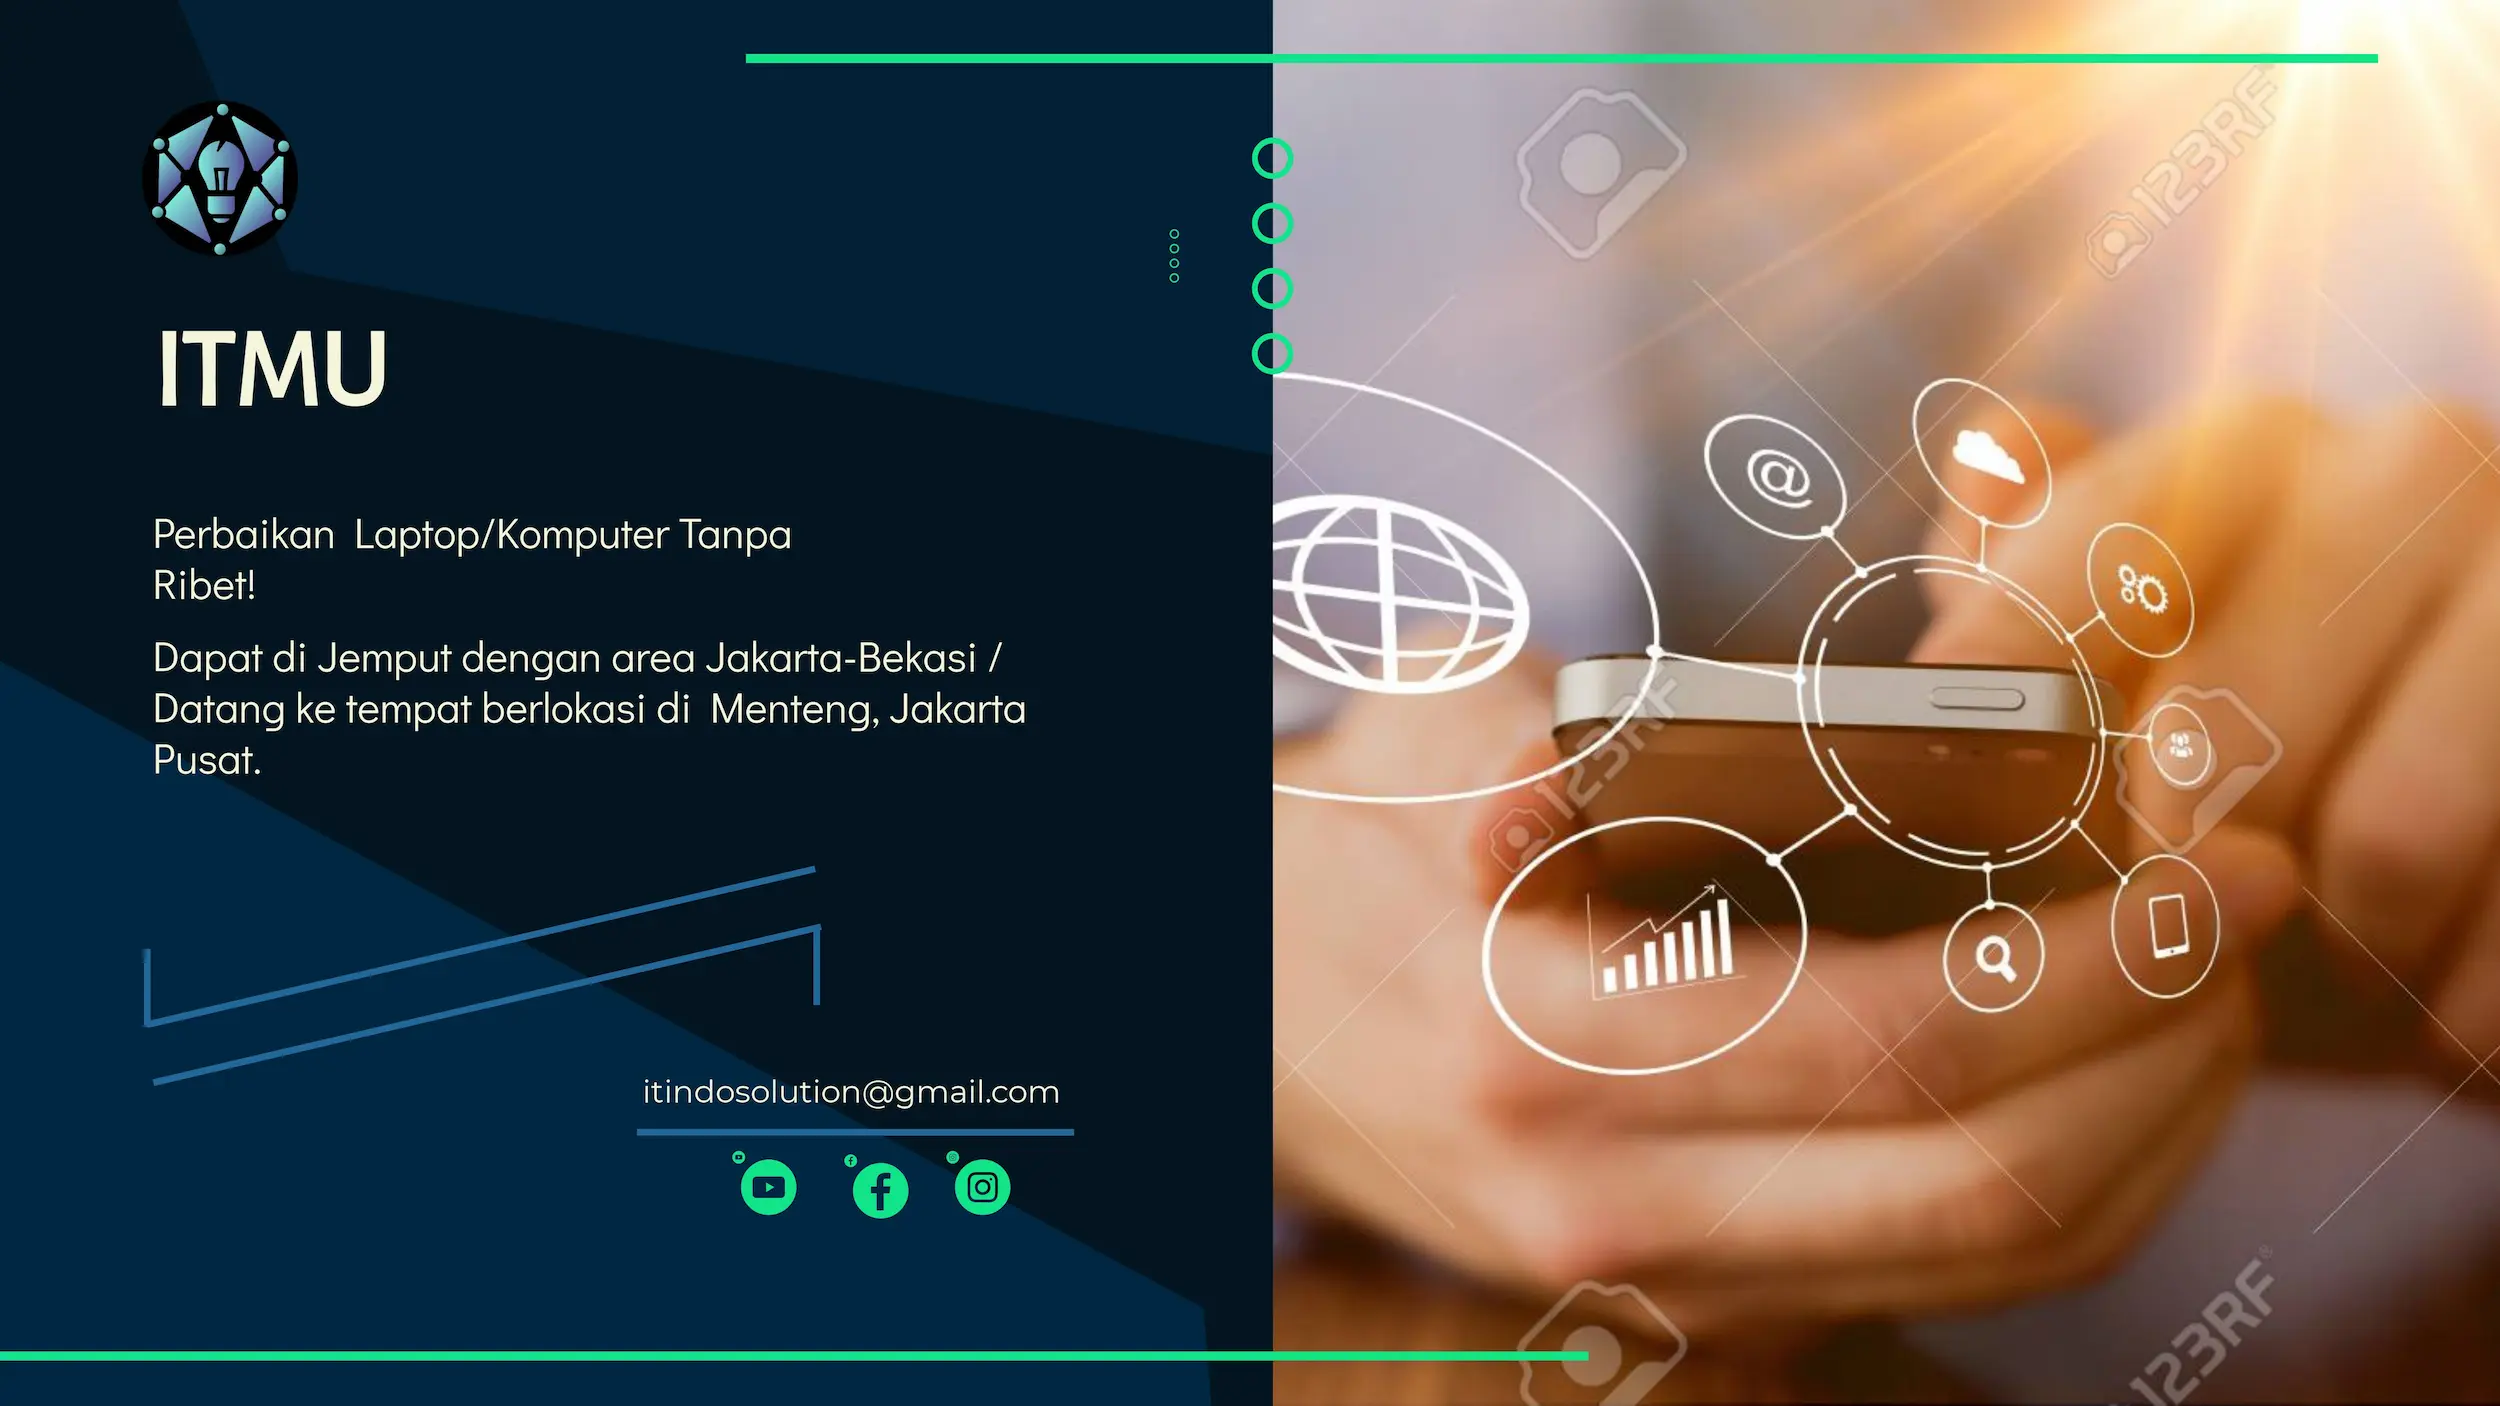 ITMU
Perbaikan Laptop/Komputer Tanpa
Ribet!
Dapat di Jemput dengan area Jakarta-Bekasi /
Datang ke tempat berlokasi di Menteng, Jakarta
Pusat.
itindosolution@gmail.com
@
123RF
123RF
123RF